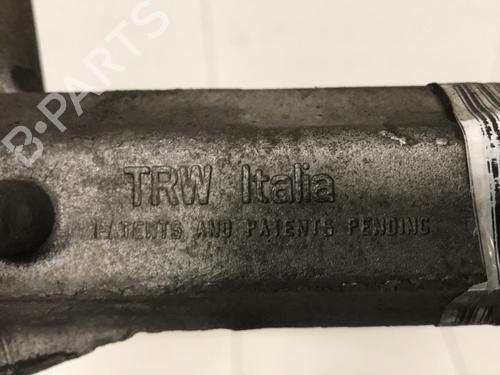 B-PARTS
TRW Italia
PATENTS AND PATENTS PENDING